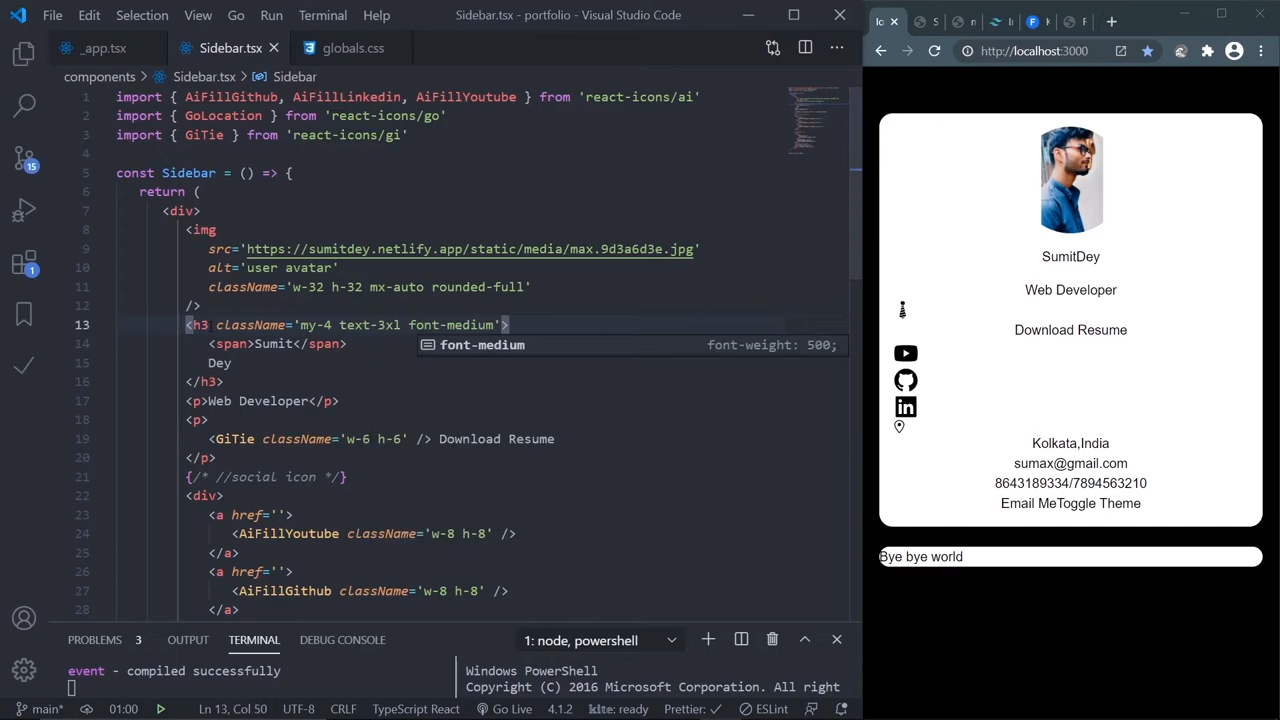 File Edit Selection View Go Run Terminal Help Sidebar.tsx - portfolio - Visual Studio Code
_app.tsx Sidebar.tsx globals.css
components > Sidebar.tsx > Sidebar
1 import { AiFillGithub, AiFillLinkedin, AiFillYoutube } from 'react-icons/ai'
2 import { GoLocation } from 'react-icons/go'
3 import { GiTie } from 'react-icons/gi'
4
5 const Sidebar = () => {
6 return (
7 <div>
8 <img
9 src='https://sumitdey.netlify.app/static/media/max.9d3a6d3e.jpg'
10 alt='user avatar'
11 className='w-32 h-32 mx-auto rounded-full'
12 />
13 <h3 className='my-4 text-3xl font-medium'>
font-medium font-weight: 500;
14 <span>Sumit</span>
15 Dey
16 </h3>
17 <p>Web Developer</p>
18 <p>
19 <GiTie className='w-6 h-6' /> Download Resume
20 </p>
21 {/* //social icon */}
22 <div>
23 <a href=''>
24 <AiFillYoutube className='w-8 h-8' />
25 </a>
26 <a href=''>
27 <AiFillGithub className='w-8 h-8' />
28 </a>
15
1
PROBLEMS 3 OUTPUT TERMINAL DEBUG CONSOLE 1: node, powershell
event - compiled successfully
Windows PowerShell
Copyright (C) 2016 Microsoft Corporation. All right
main* 01:00 Ln 13, Col 50 UTF-8 CRLF TypeScript React Go Live 4.1.2 kite: ready Prettier: ESLint
http://localhost:3000
SumitDey
Web Developer
Download Resume
Kolkata,India
sumax@gmail.com
8643189334/7894563210
Email MeToggle Theme
Bye bye world